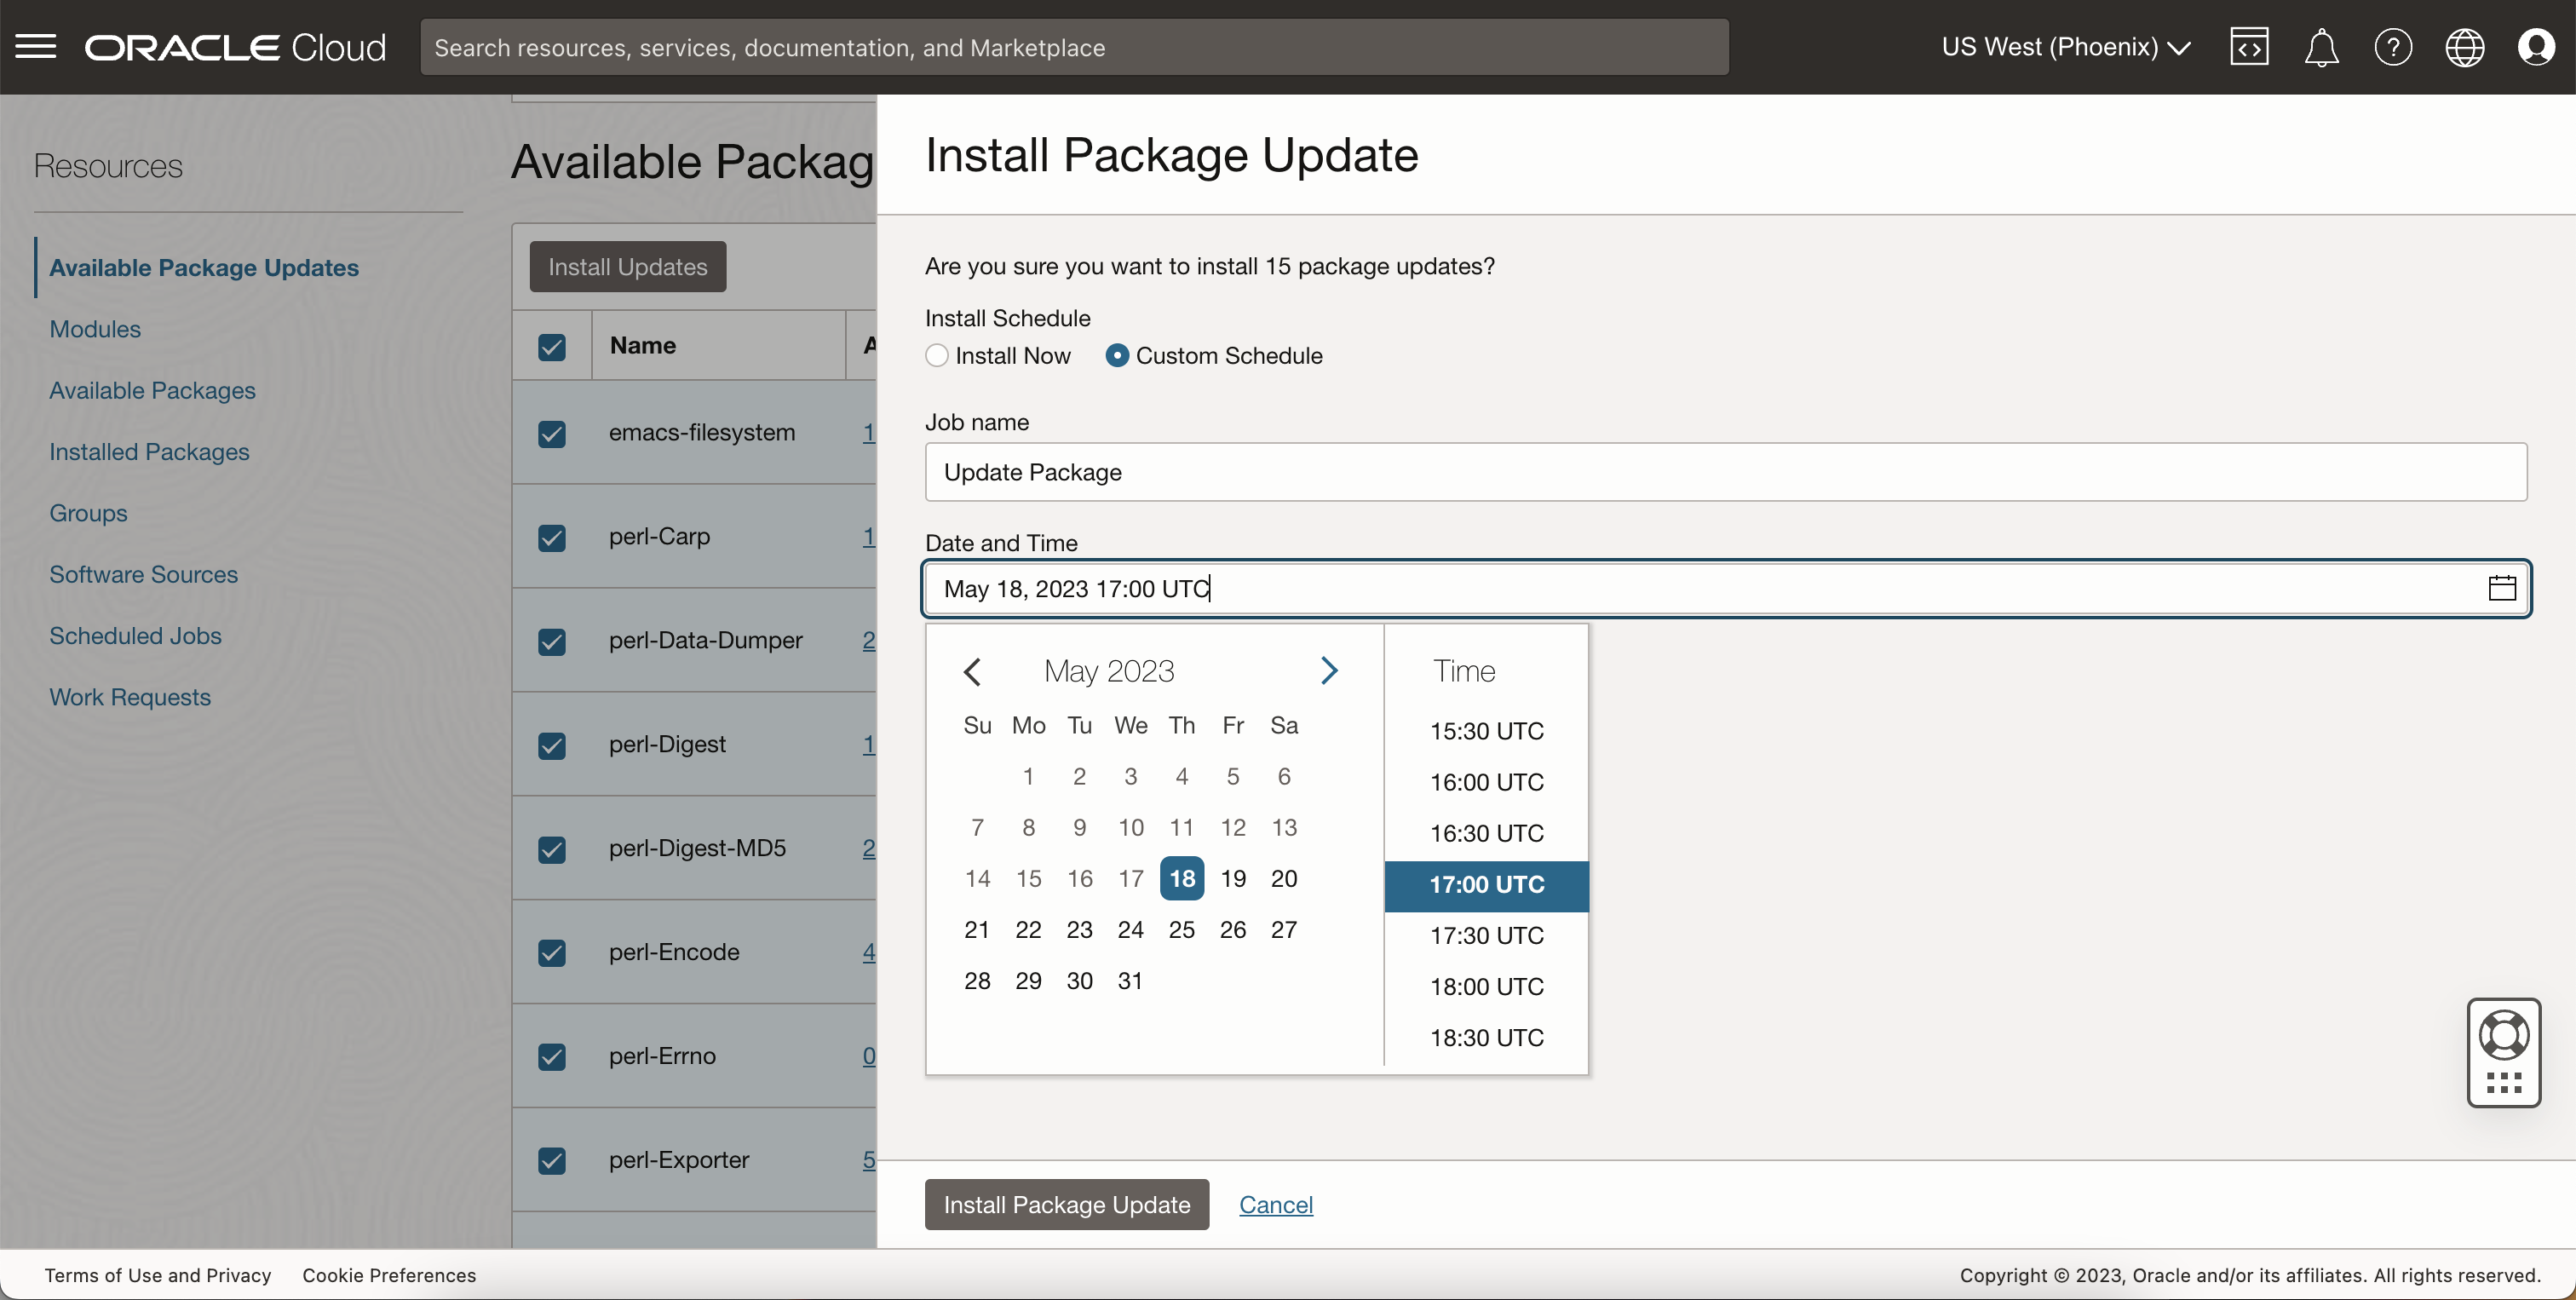 ORACLE Cloud
Search resources, services, documentation, and Marketplace
US West (Phoenix)
Resources
Available Package Updates
Modules
Available Packages
Installed Packages
Groups
Software Sources
Scheduled Jobs
Work Requests
Available Packag
Install Updates
Name A
emacs-filesystem 1
perl-Carp 1
perl-Data-Dumper 2
perl-Digest 1
perl-Digest-MD5 2
perl-Encode 4
perl-Errno 0
perl-Exporter 5
Install Package Update
Are you sure you want to install 15 package updates?
Install Schedule
Install Now Custom Schedule
Job name
Update Package
Date and Time
May 18, 2023 17:00 UTC
May 2023
Su Mo Tu We Th Fr Sa
1 2 3 4 5 6
7 8 9 10 11 12 13
14 15 16 17 18 19 20
21 22 23 24 25 26 27
28 29 30 31
Time
15:30 UTC
16:00 UTC
16:30 UTC
17:00 UTC
17:30 UTC
18:00 UTC
18:30 UTC
Install Package Update Cancel
Terms of Use and Privacy Cookie Preferences
Copyright © 2023, Oracle and/or its affiliates. All rights reserved.